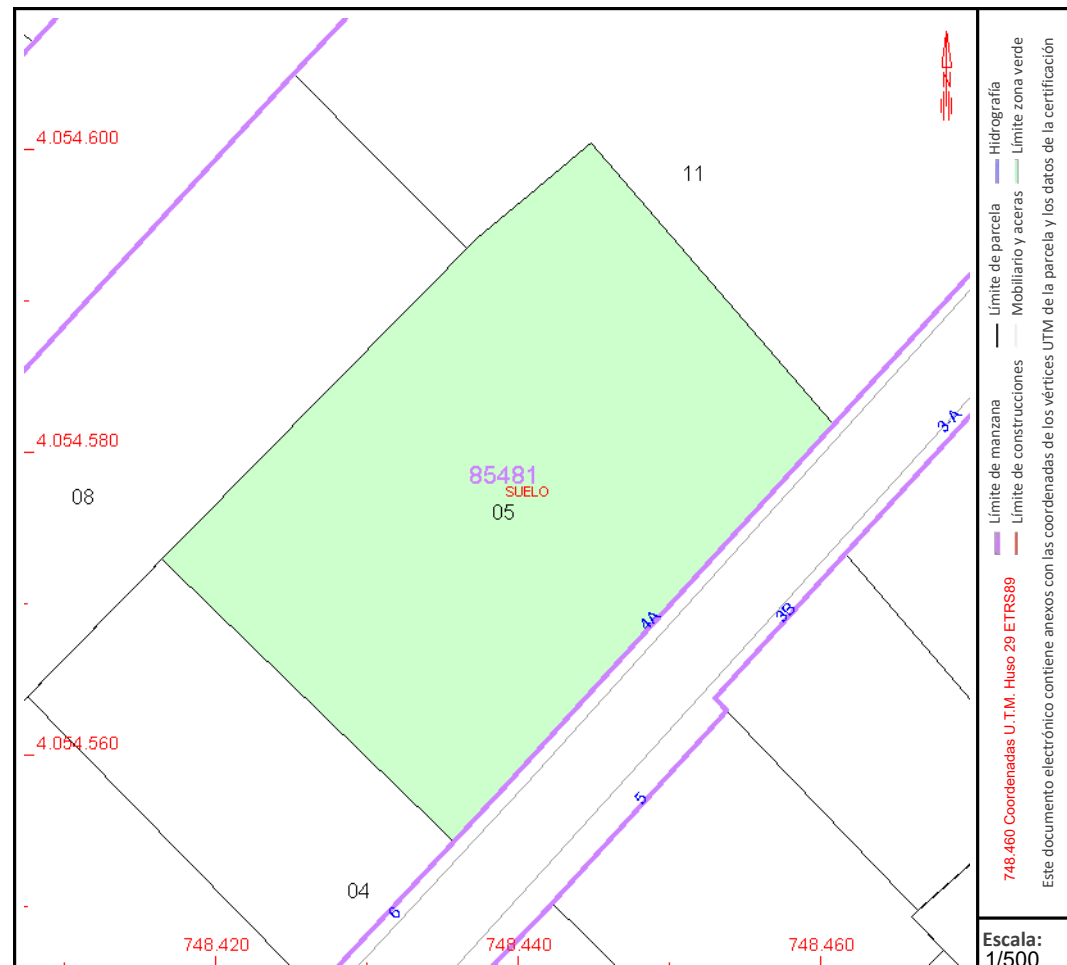 4.054.600
11
N
4.054.580
3-A
85481
SUELO
05
08
4A
3B
4.054.560
5
04
6
748.420
748.440
748.460
Hidrografía
Límite zona verde
Límite de parcela
Mobiliario y aceras
Límite de manzana
Límite de construcciones
748.460 Coordenadas U.T.M. Huso 29 ETRS89
Este documento electrónico contiene anexos con las coordenadas de los vértices UTM de la parcela y los datos de la certificación
Escala:
1/500